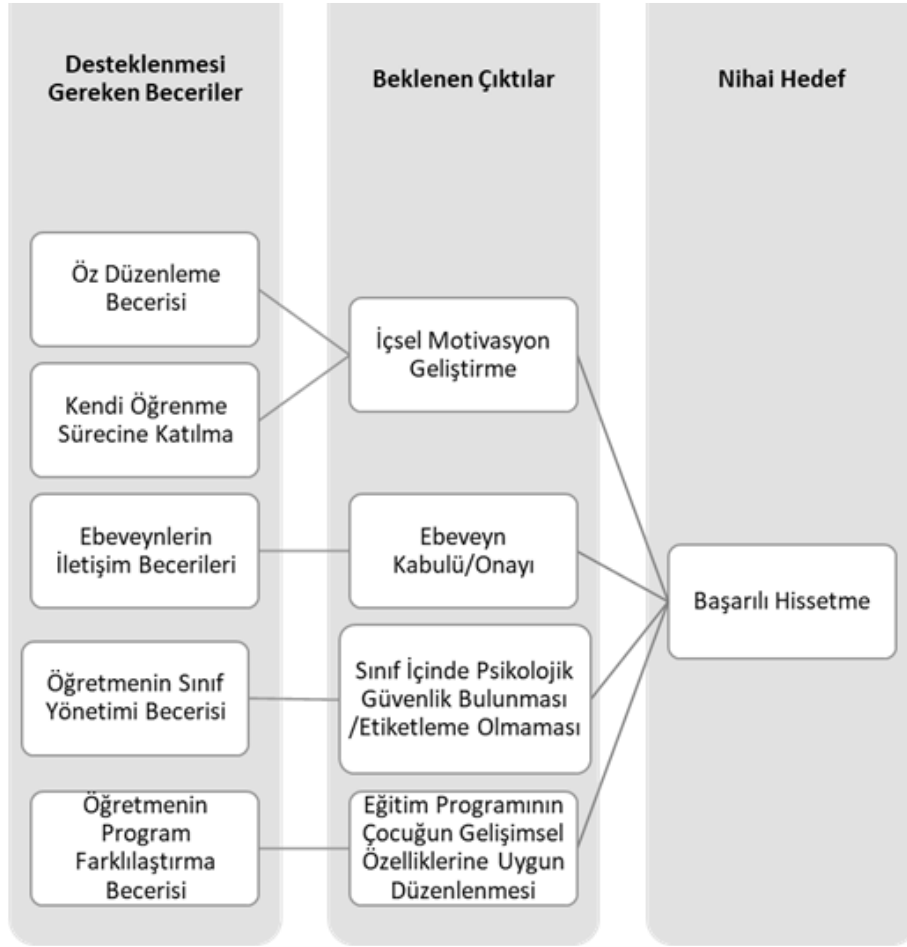 Desteklenmesi
Gereken Beceriler
Öz Düzenleme
Becerisi
Kendi Öğrenme
Sürecine Katılma
Ebeveynlerin
İletişim Becerileri
Öğretmenin Sınıf
Yönetimi Becerisi
Öğretmenin
Program
Farklılaştırma
Becerisi
Beklenen Çıktılar
İçsel Motivasyon
Geliştirme
Ebeveyn
Kabulü/Onayı
Sınıf İçinde Psikolojik
Güvenlik Bulunması
/Etiketleme Olmaması
Eğitim Programının
Çocuğun Gelişimsel
Özelliklerine Uygun
Düzenlenmesi
Nihai Hedef
Başarılı Hissetme